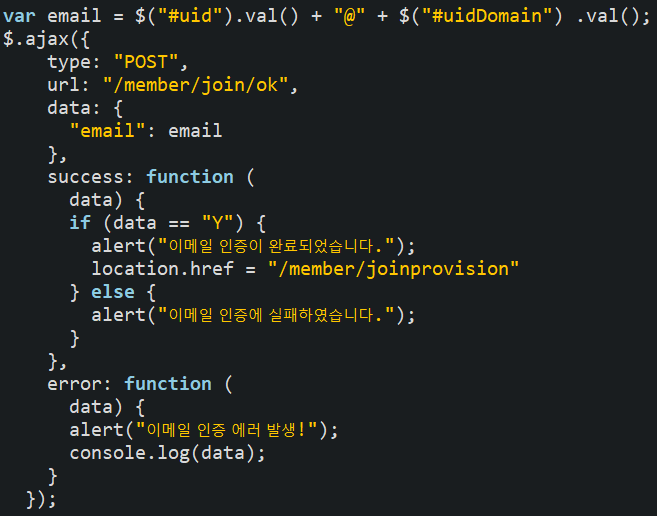 var email = $("#uid").val() + "@" + $("#uidDomain") .val();
$.ajax({
    type: "POST",
    url: "/member/join/ok",
    data: {
      "email": email
    },
    success: function (
      data) {
      if (data == "Y") {
        alert("이메일 인증이 완료되었습니다.");
        location.href = "/member/joinprovision"
      } else {
        alert("이메일 인증에 실패하였습니다.");
      }
    },
    error: function (
      data) {
      alert("이메일 인증 에러 발생!");
      console.log(data);
    }
  });